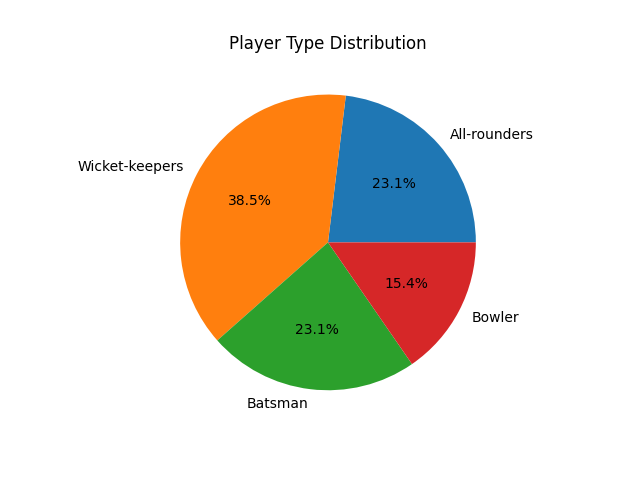 Player Type Distribution
All-rounders
Wicket-keepers
23.1%
38.5%
15.4%
Bowler
23.1%
Batsman